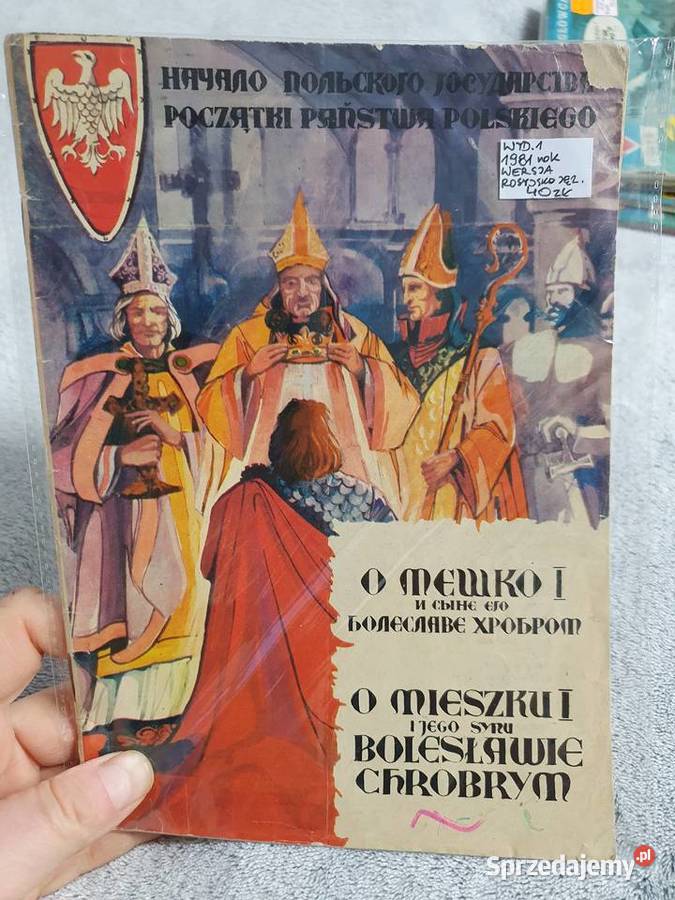 НАЧАЛО ПОЛЬСКОГО ГОСУДАРСТВА
POCZĄTKI PAŃSTWA POLSKIEGO
WYD.1
1981 rok
WERSJA
ROSYJSKO JĘZ.
40 ZŁ
О МЕШКО I
И СЫНЕ ЕГО
БОЛЕСЛАВЕ ХРОБРОМ
O MIESZKU I
I JEGO SYNU
BOLESŁAWIE
CHROBRYM
Sprzedajemy.pl